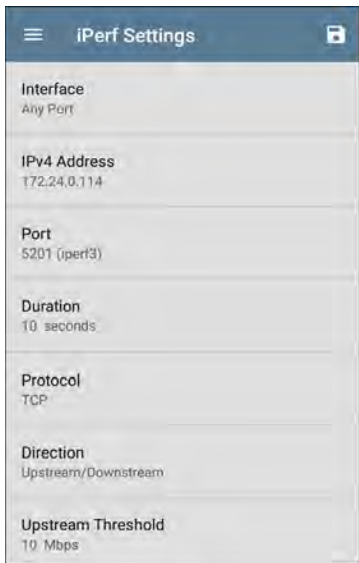 iPerf Settings
Interface
Any Port
IPv4 Address
172.24.0.114
Port
5201 (iperf3)
Duration
10 seconds
Protocol
TCP
Direction
Upstream/Downstream
Upstream Threshold
10 Mbps